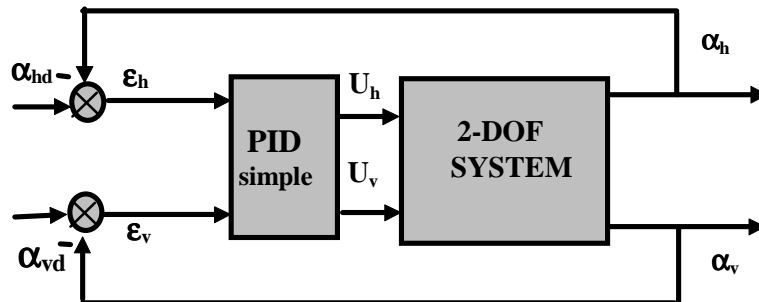 α_h
α_hd -
ε_h
U_h
PID
simple
2-DOF
SYSTEM
U_v
ε_v
-
α_vd
α_v